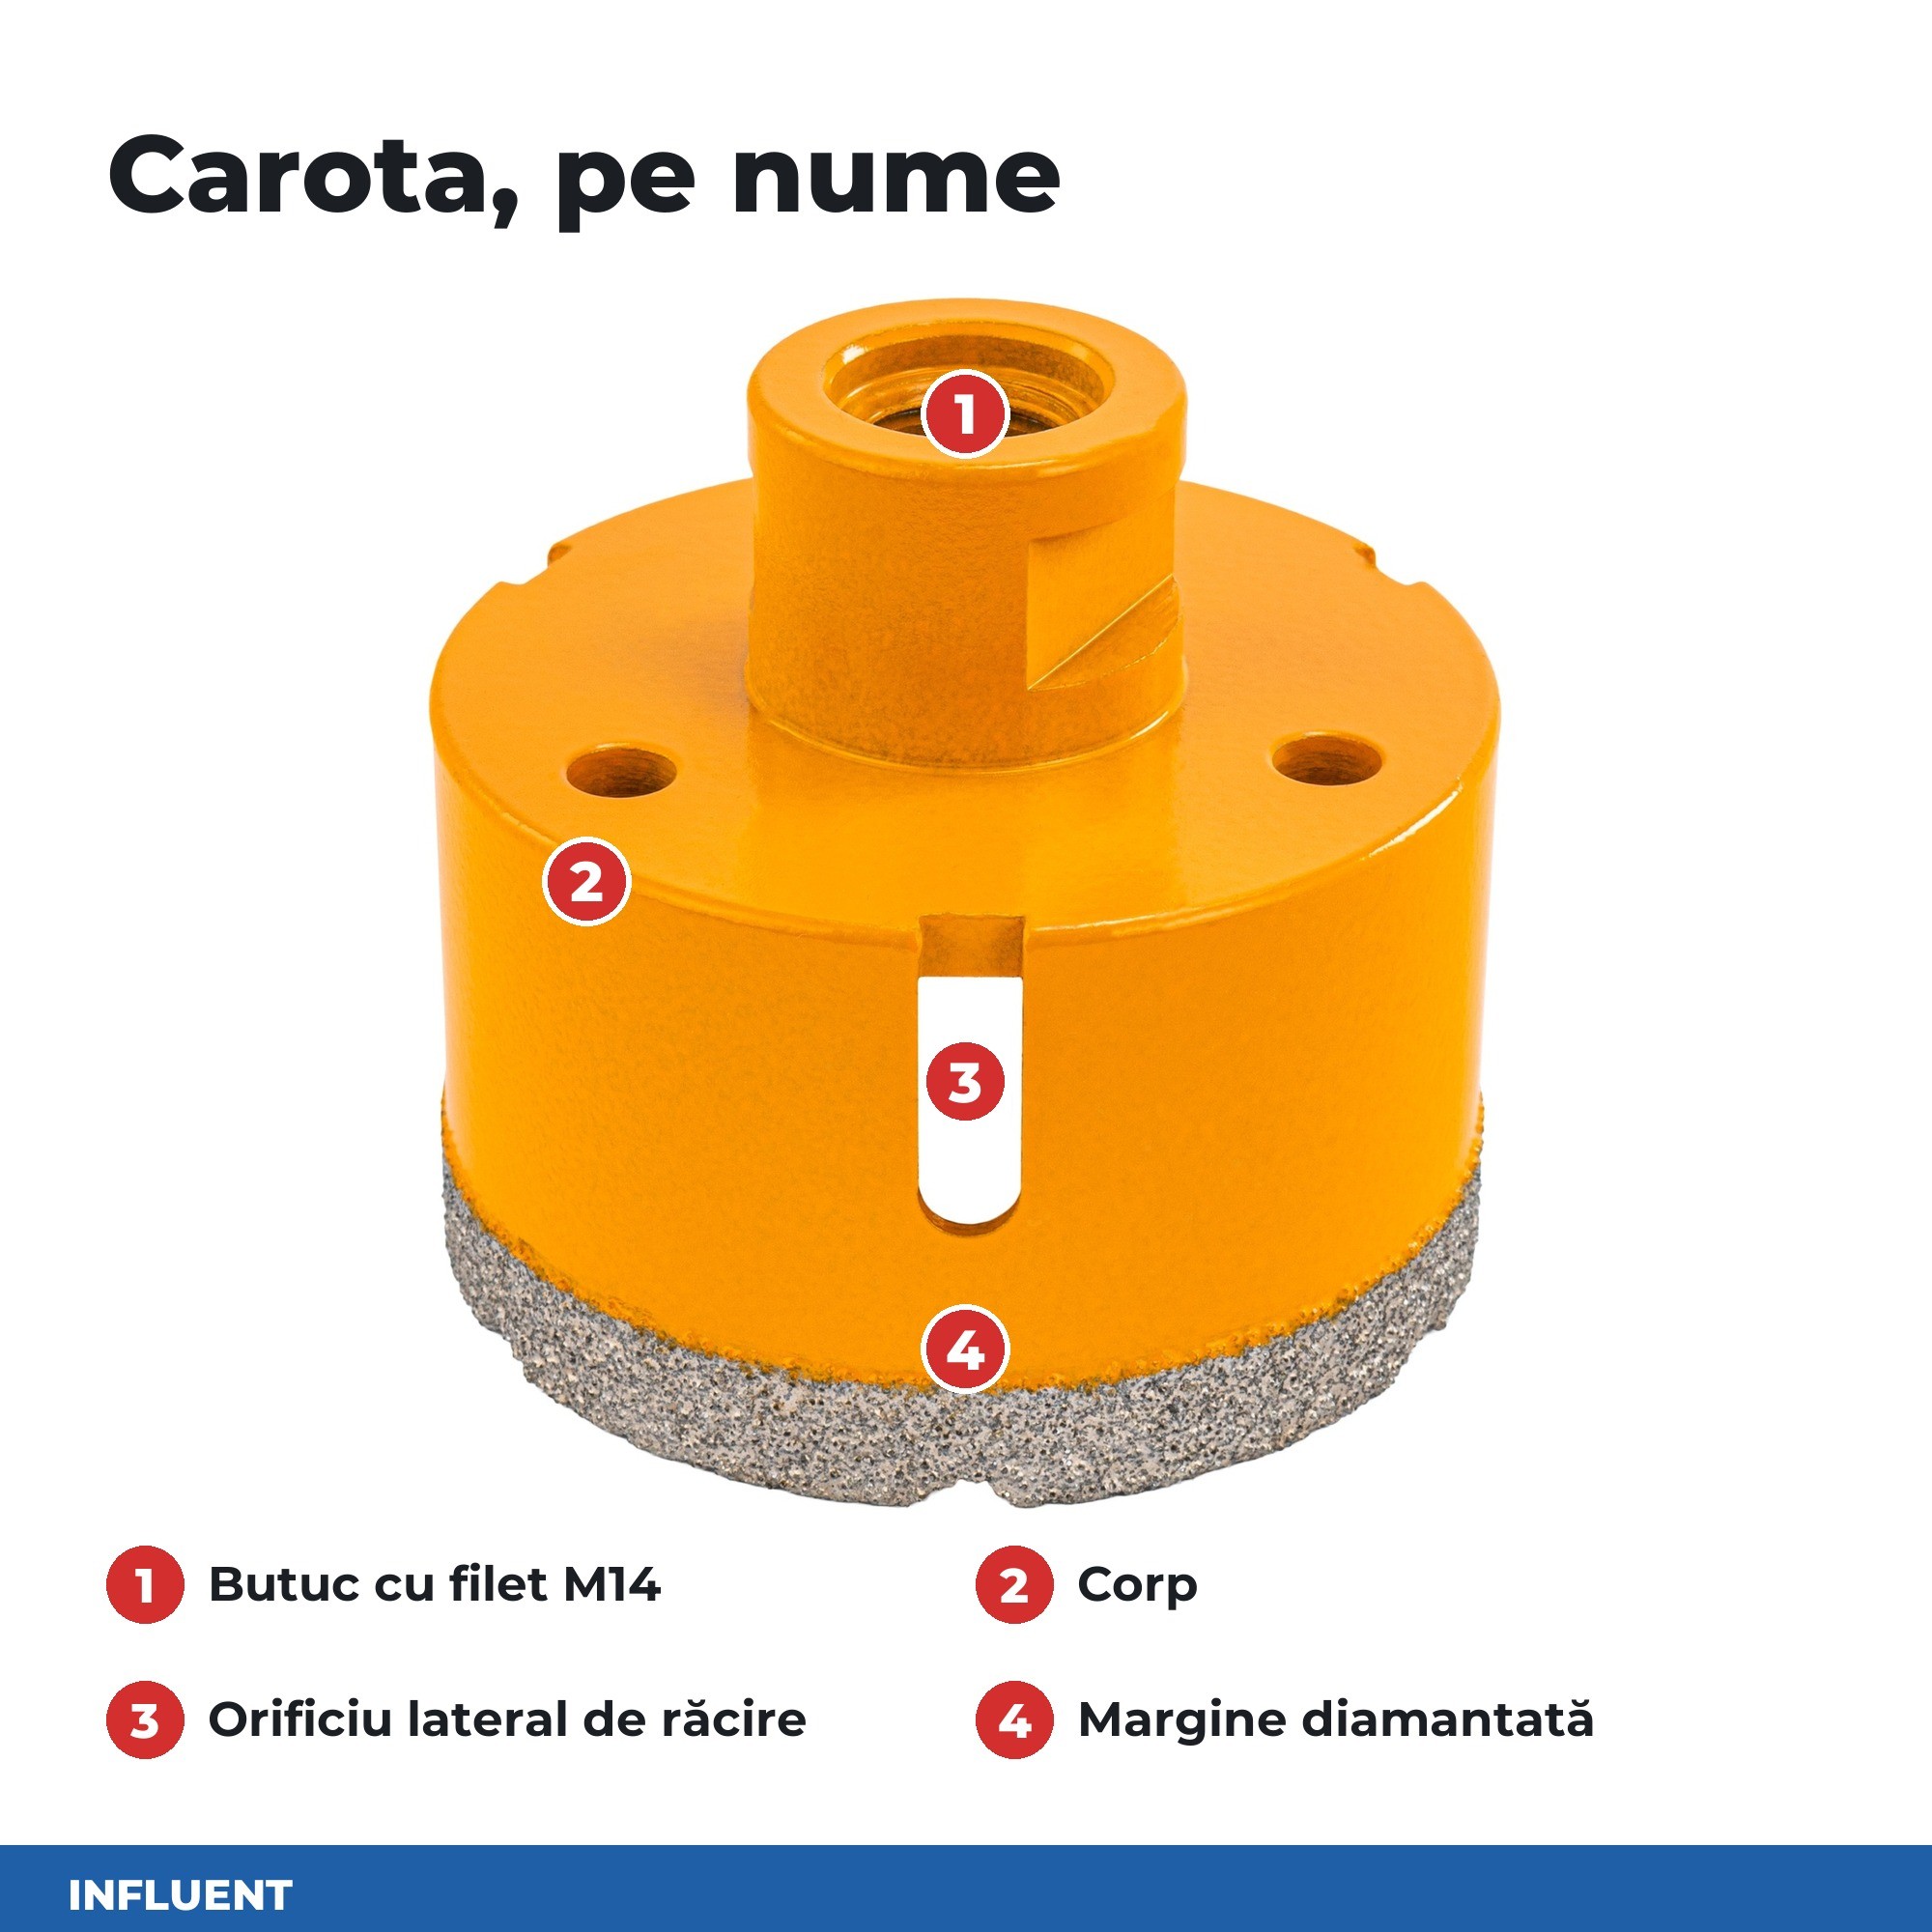 Carota, pe nume
1
2
3
4
1 Butuc cu filet M14
2 Corp
3 Orificiu lateral de răcire
4 Margine diamantată
INFLUENT